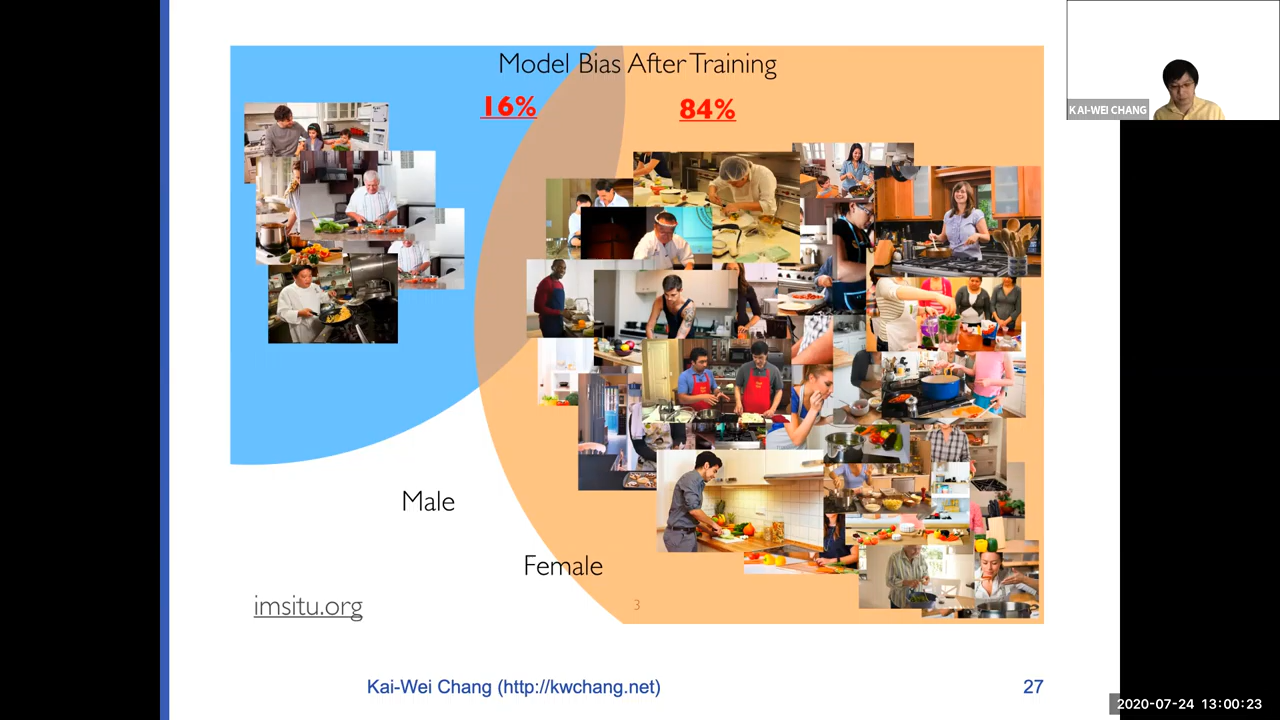 Model Bias After Training
16%
84%
KAI-WEI CHANG
Male
Female
imsitu.org
3
Kai-Wei Chang (http://kwchang.net)
27
2020-07-24 13:00:23